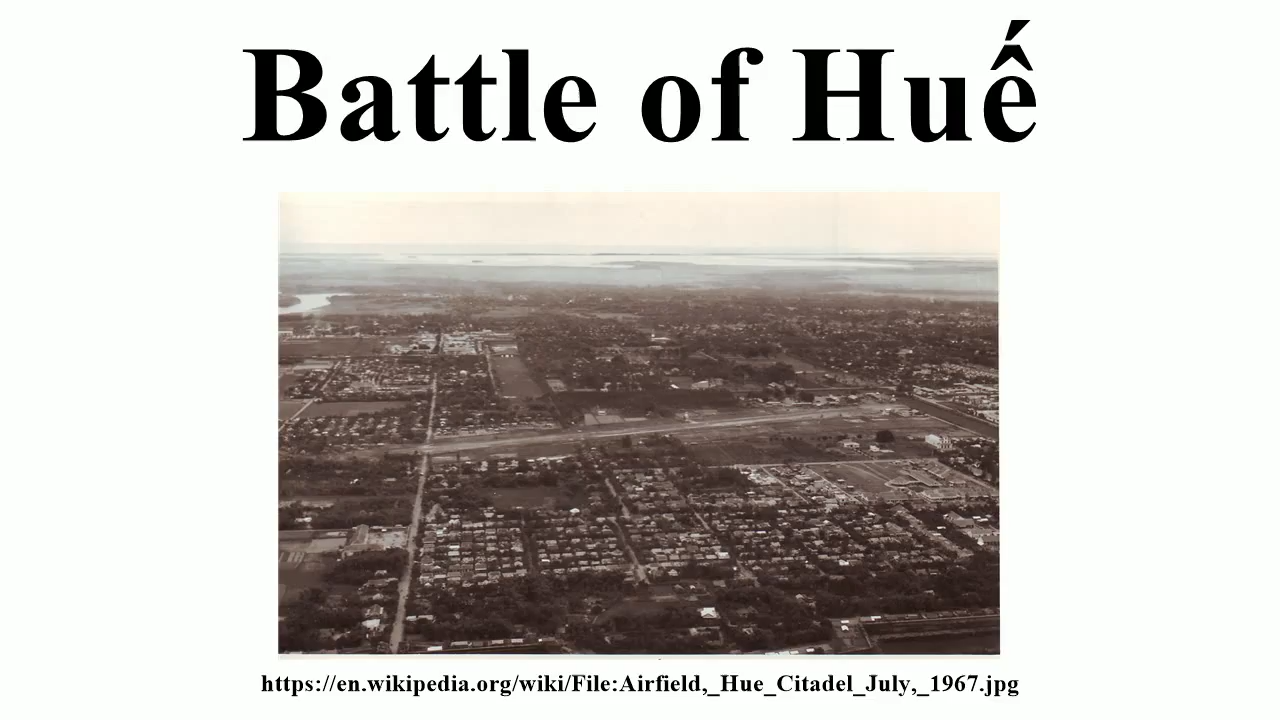 Battle of Huế
https://en.wikipedia.org/wiki/File:Airfield,_Hue_Citadel_July,_1967.jpg